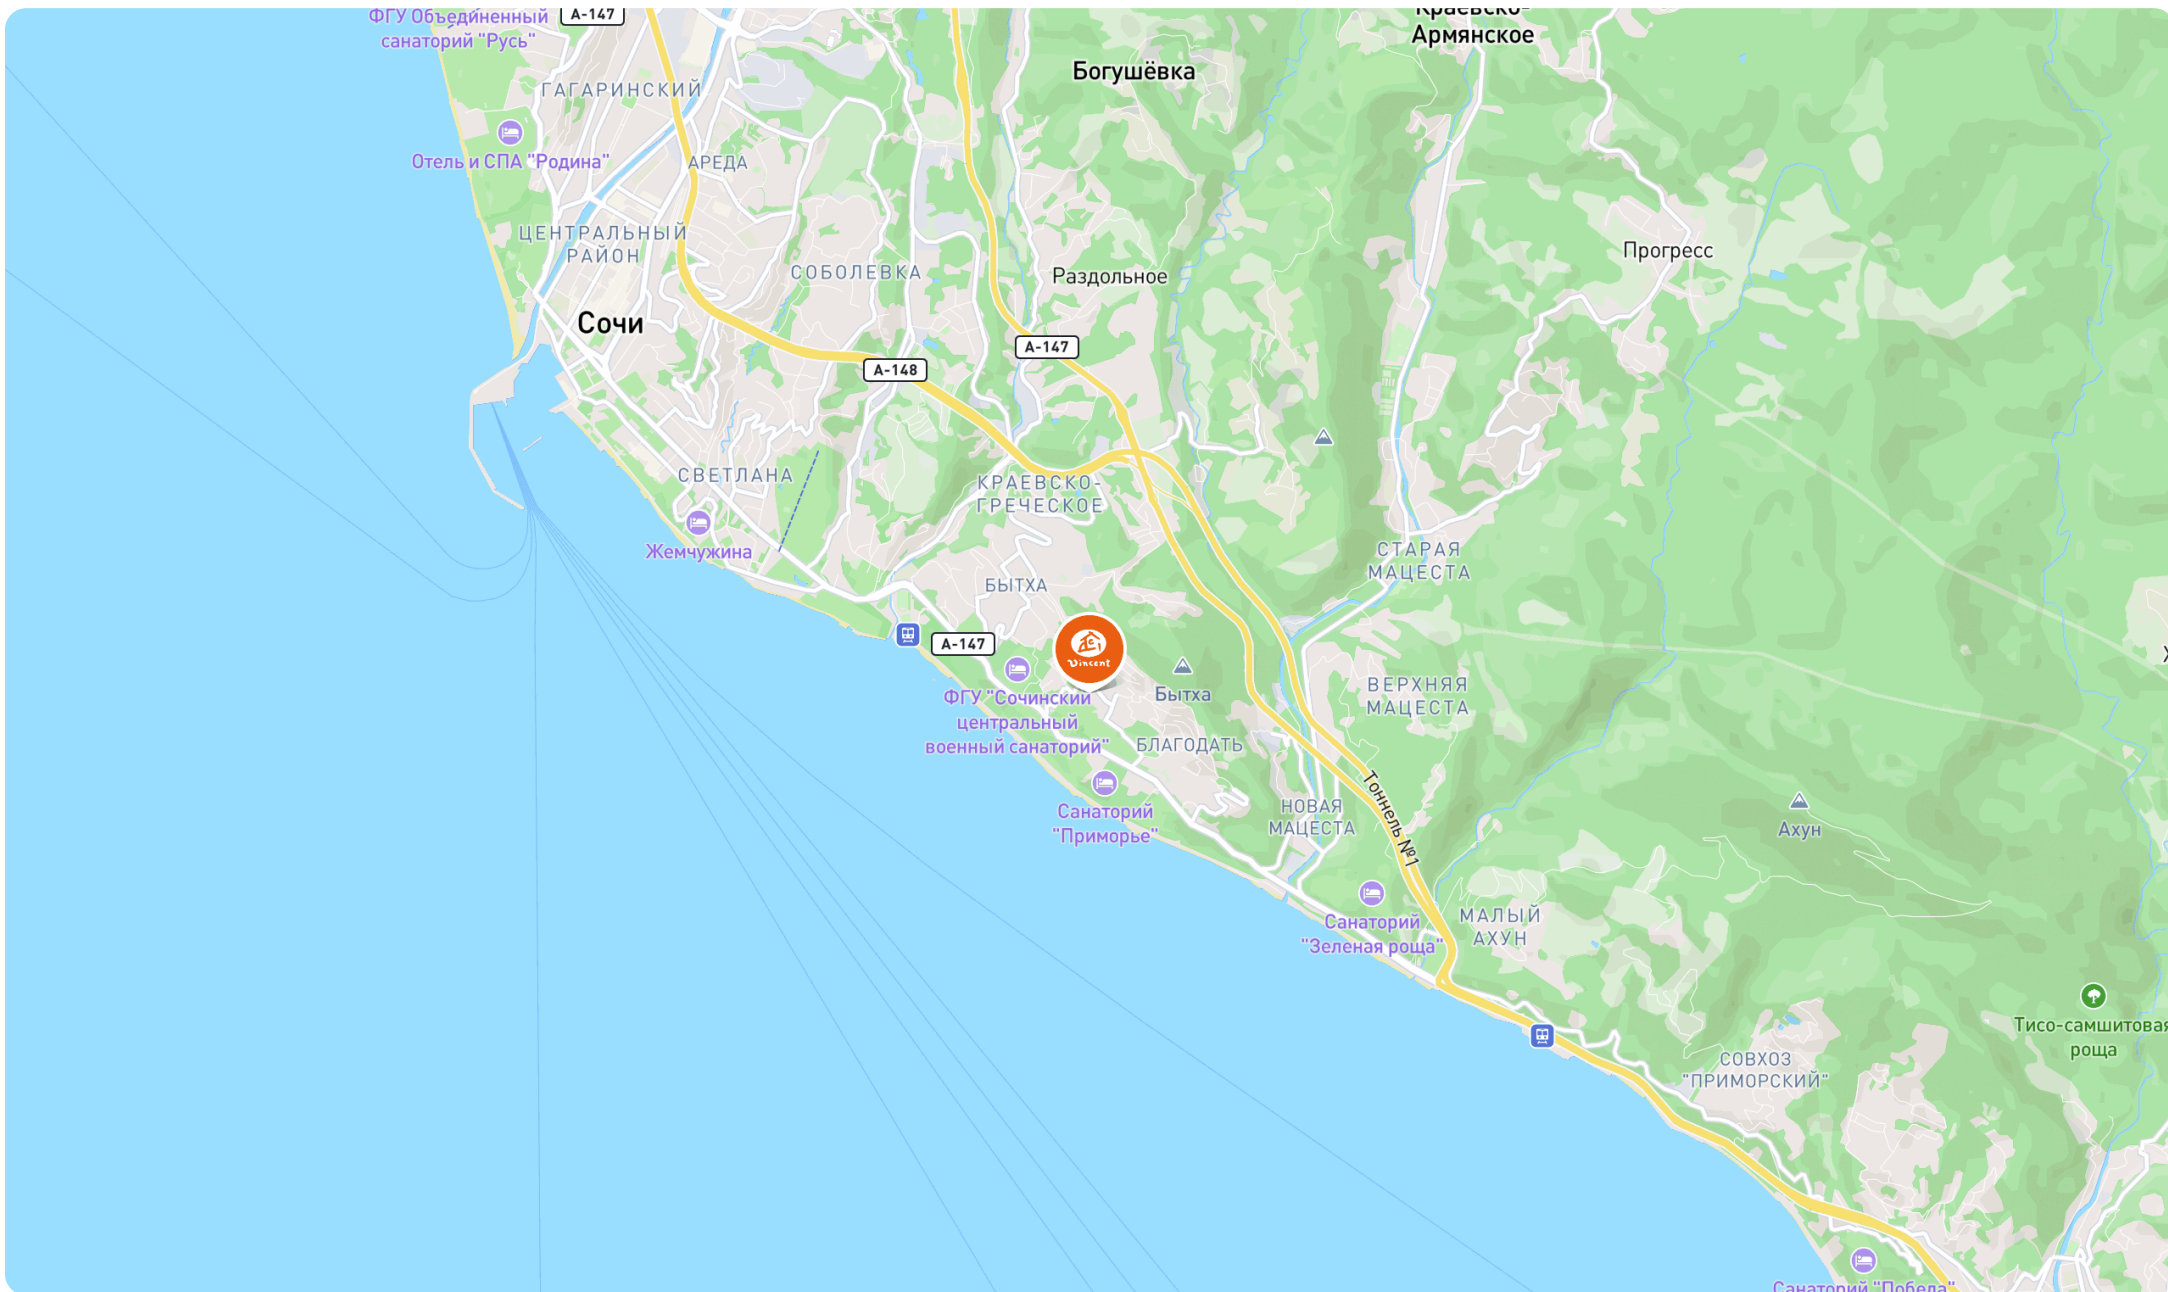 ФГУ Объединенный
санаторий "Русь"
А-147
Краевско-
Армянское
Богушёвка
ГАГАРИНСКИЙ
Отель и СПА "Родина"
АРЕДА
ЦЕНТРАЛЬНЫЙ
РАЙОН
СОБОЛЕВКА
Раздольное
Прогресс
Сочи
А-147
А-148
СВЕТЛАНА
КРАЕВСКО-
ГРЕЧЕСКОЕ
Жемчужина
СТАРАЯ
МАЦЕСТА
БЫТХА
А-147
Vincent
ФГУ "Сочинский
центральный
военный санаторий"
Бытха
ВЕРХНЯЯ
МАЦЕСТА
БЛАГОДАТЬ
Тоннель №1
Санаторий
"Приморье"
НОВАЯ
МАЦЕСТА
Ахун
Санаторий
"Зеленая роща"
МАЛЫЙ
АХУН
Тисо-самшитовая
роща
СОВХОЗ
"ПРИМОРСКИЙ"
Санаторий "Победа"